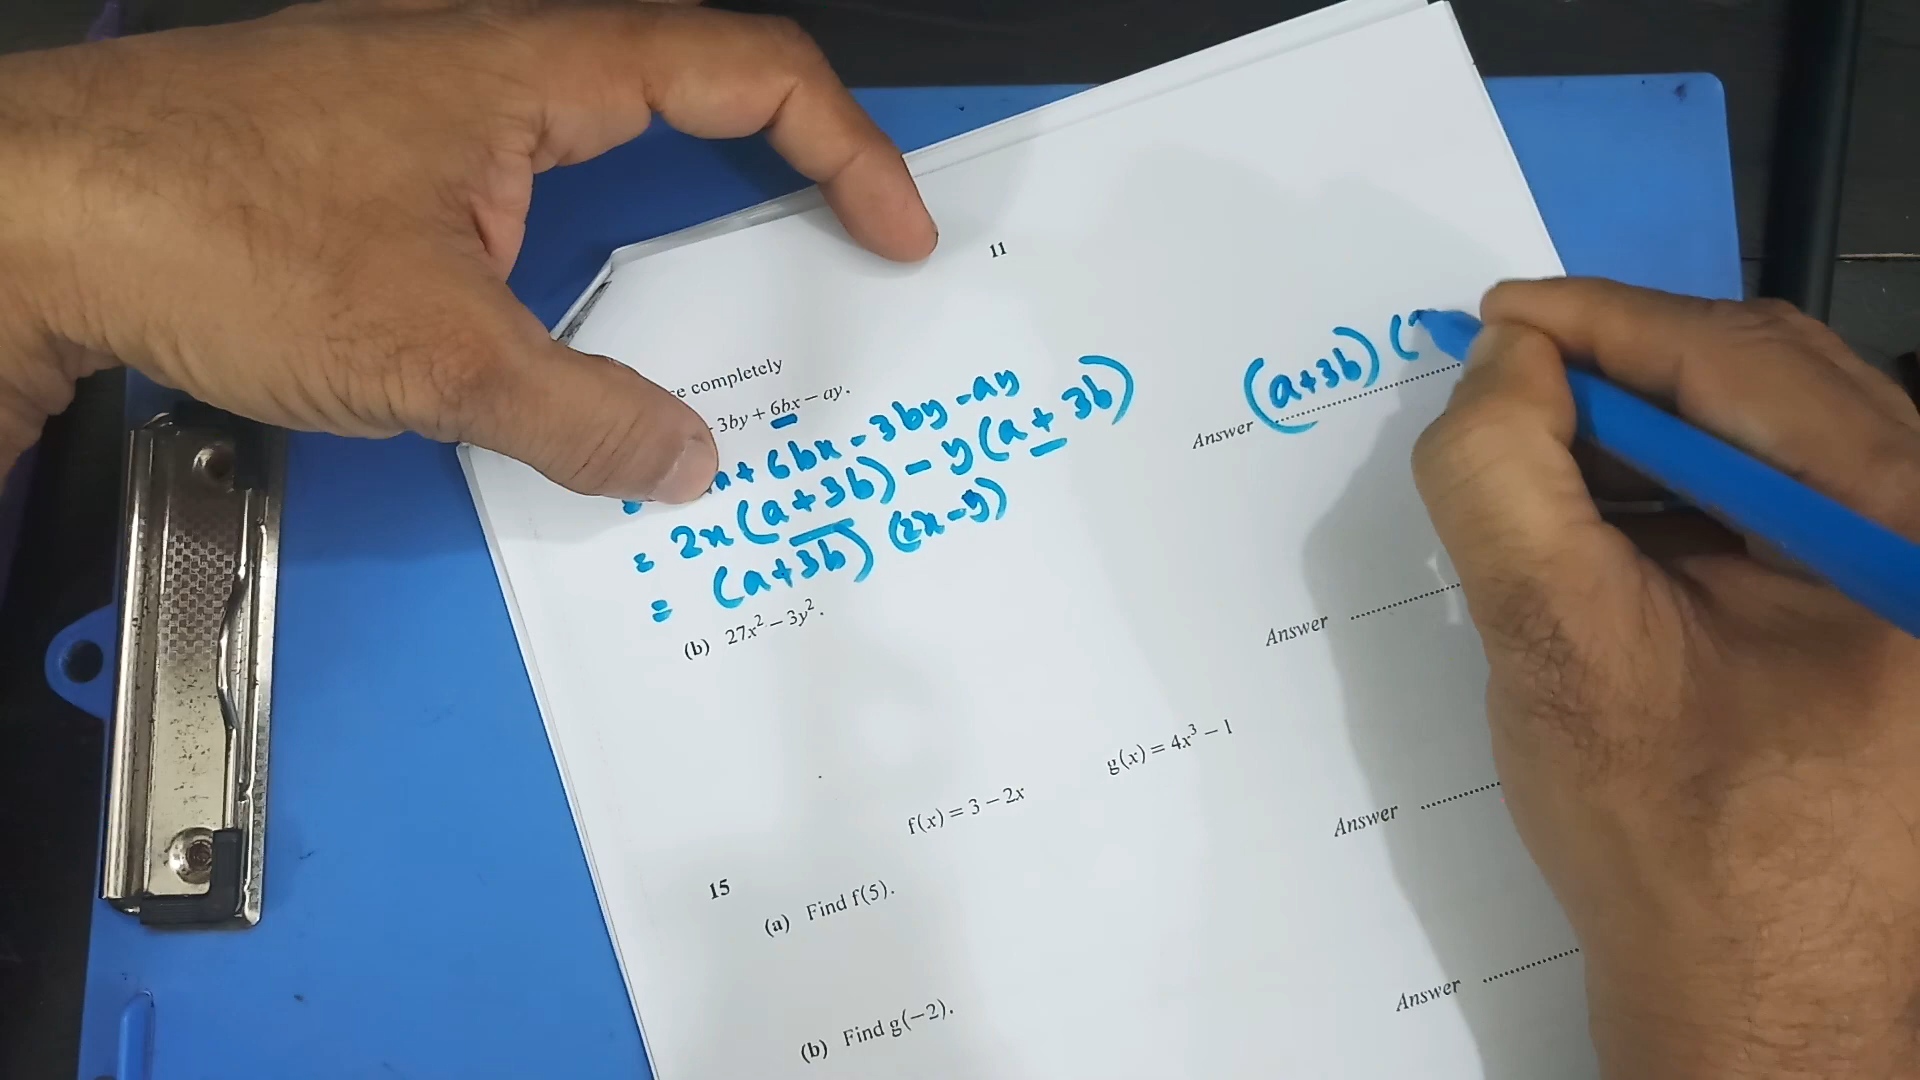 11
completely
3by + 6bx − ay.
+ 6bx - 3by - ay
= 2x (a+3b) - y (a + 3b)
= (a+3b) (2x-y)
Answer (a+3b) (
(b) 27x² − 3y².
Answer
f(x) = 3 − 2x g(x) = 4x³ − 1
15
(a) Find f(5).
Answer
(b) Find g(−2).
Answer